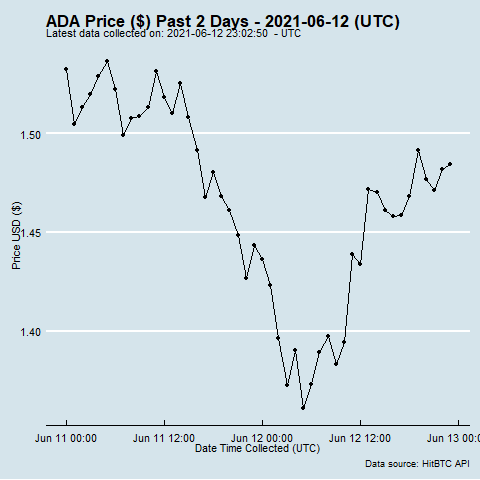 ADA Price ($) Past 2 Days - 2021-06-12 (UTC)
Latest data collected on: 2021-06-12 23:02:50  - UTC
1.50
1.45
1.40
Price USD ($)
Jun 11 00:00
Jun 11 12:00
Jun 12 00:00
Jun 12 12:00
Jun 13 00:00
Date Time Collected (UTC)
Data source: HitBTC API